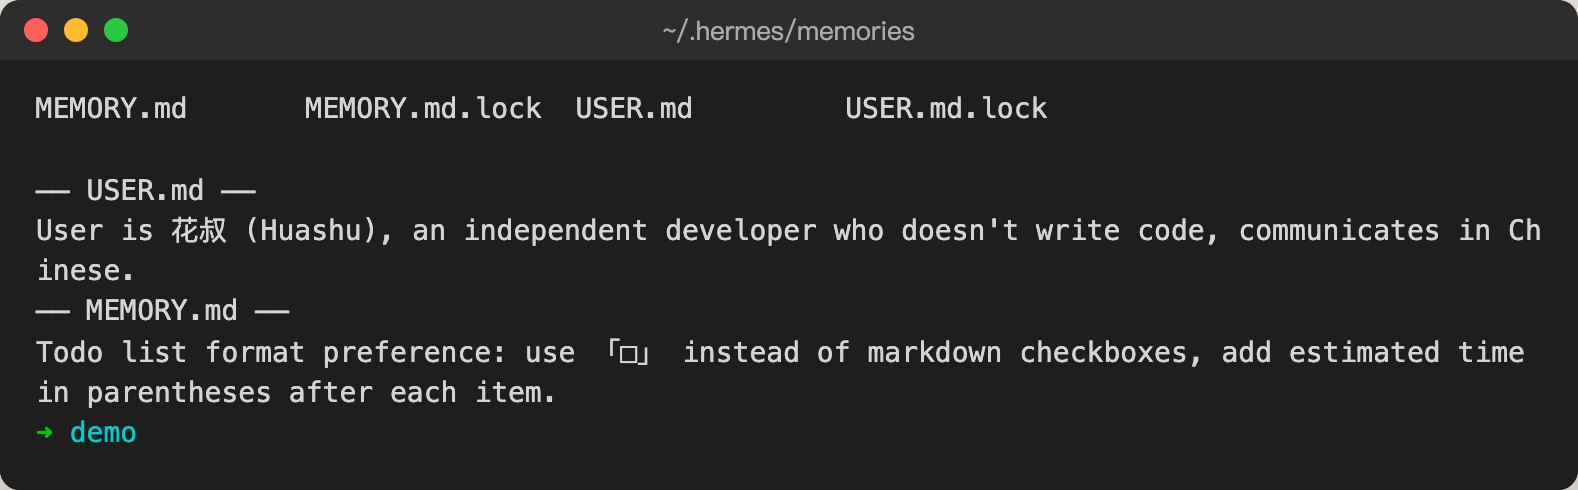 ~/.hermes/memories
MEMORY.md MEMORY.md.lock USER.md USER.md.lock
—— USER.md ——
User is 花叔 (Huashu), an independent developer who doesn't write code, communicates in Ch
inese.
—— MEMORY.md ——
Todo list format preference: use 「□」 instead of markdown checkboxes, add estimated time
in parentheses after each item.
➜ demo